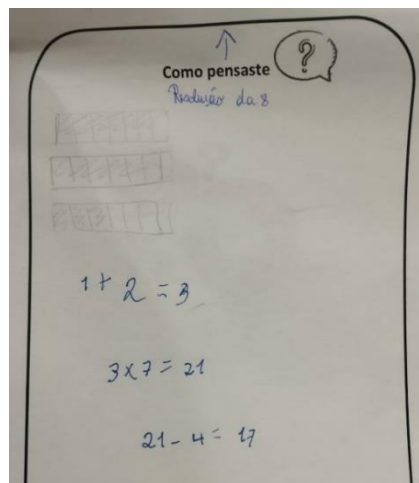 ?
Como pensaste
Resolução da 8
1 + 2 = 3
3 x 7 = 21
21 - 4 = 17